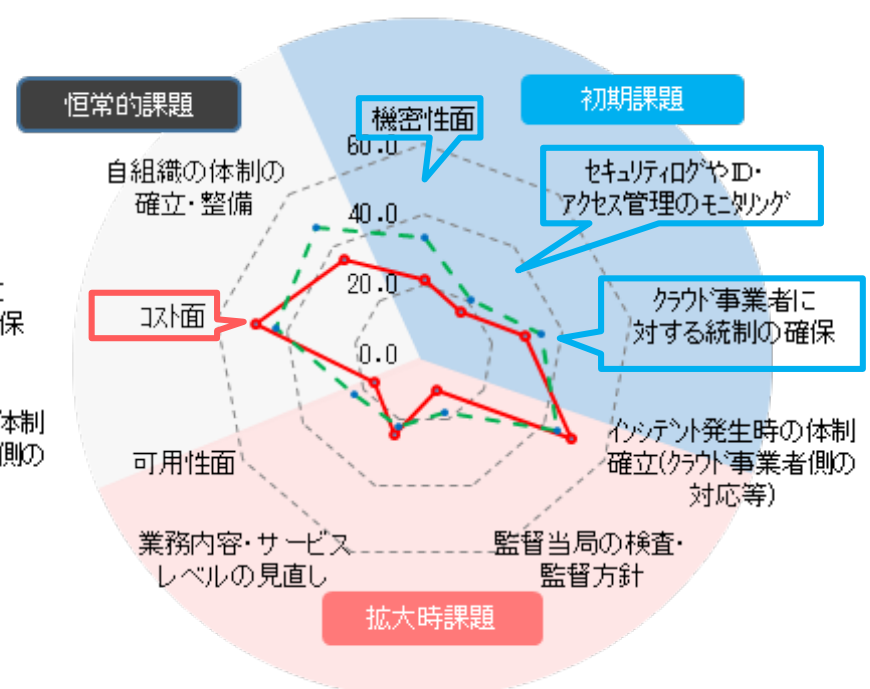 恒常的課題
初期課題
機密性面
60.0
自組織の体制の
確立・整備
セキュリティログやID・
アクセス管理のモニタリング
40.0
20.0
コスト面
クラウド事業者に
対する統制の確保
保
0.0
体制
側の
インシデント発生時の体制
確立(クラウド事業者側の
対応等)
可用性面
業務内容・サービス
レベルの見直し
監督当局の検査・
監督方針
拡大時課題